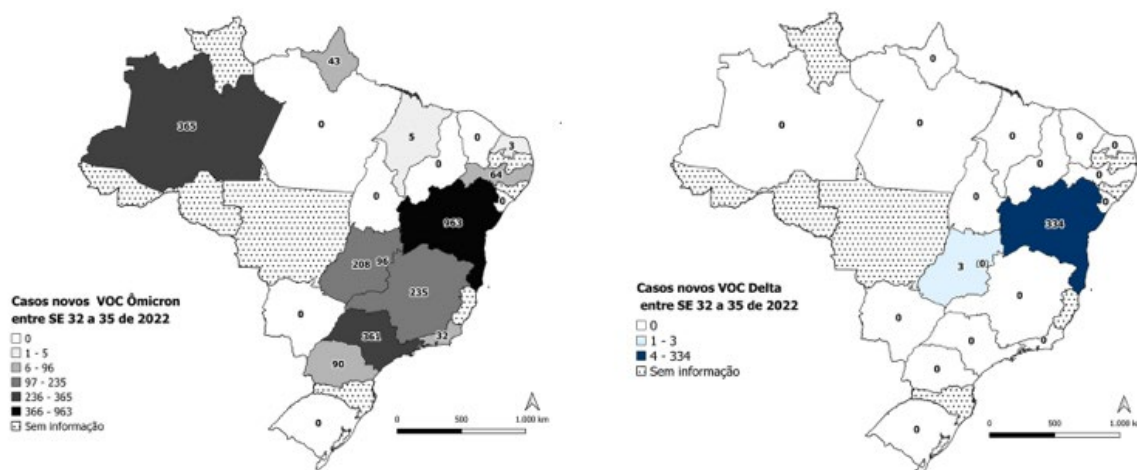 43
365
0
5
0
3
0
64
0
0
963
208
96
235
0
361
32
90
0
Casos novos VOC Ômicron
entre SE 32 a 35 de 2022
0
1 - 5
6 - 96
97 - 235
236 - 365
366 - 963
Sem informação
0 500 1.000 km
0
0
0
0
0
0
0
0
0
0
334
3
(0)
0
0
0
0
0
0
Casos novos VOC Delta
entre SE 32 a 35 de 2022
0
1 - 3
4 - 334
Sem informação
0 500 1.000 km